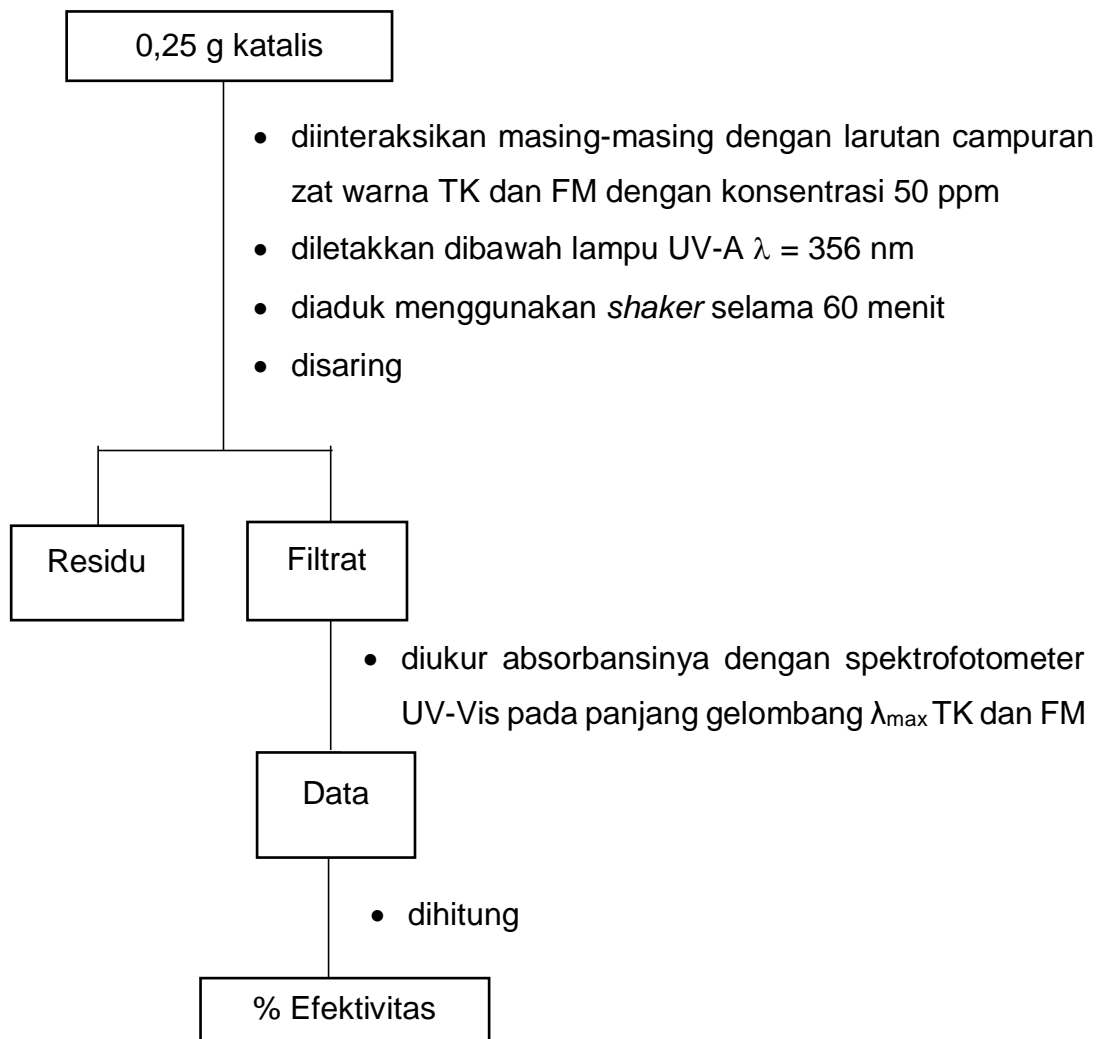 0,25 g katalis
• diinteraksikan masing-masing dengan larutan campuran
zat warna TK dan FM dengan konsentrasi 50 ppm
• diletakkan dibawah lampu UV-A λ = 356 nm
• diaduk menggunakan shaker selama 60 menit
• disaring
Residu
Filtrat
• diukur absorbansinya dengan spektrofotometer
UV-Vis pada panjang gelombang λmax TK dan FM
Data
• dihitung
% Efektivitas